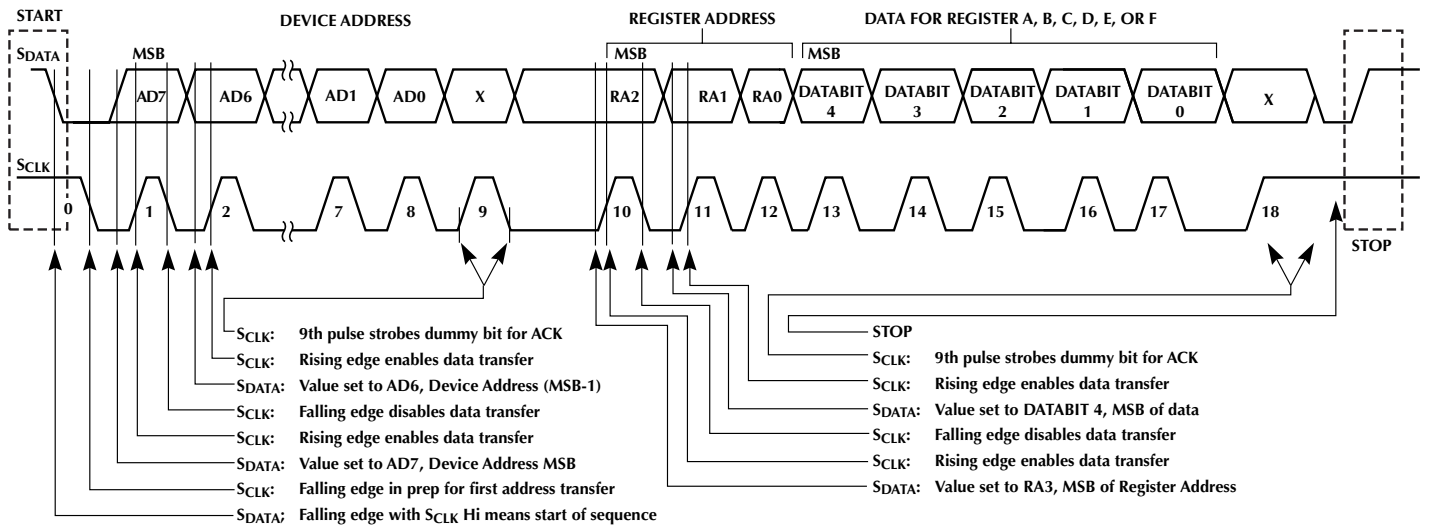 START
DEVICE ADDRESS
REGISTER ADDRESS
DATA FOR REGISTER A, B, C, D, E, OR F
SDATA
MSB
MSB
MSB
AD7
AD6
AD1
AD0
X
RA2
RA1
RA0
DATABIT 4
DATABIT 3
DATABIT 2
DATABIT 1
DATABIT 0
X
SCLK
0
1
2
7
8
9
10
11
12
13
14
15
16
17
18
STOP
SCLK: 9th pulse strobes dummy bit for ACK
SCLK: Rising edge enables data transfer
SDATA: Value set to AD6, Device Address (MSB-1)
SCLK: Falling edge disables data transfer
SCLK: Rising edge enables data transfer
SDATA: Value set to AD7, Device Address MSB
SCLK: Falling edge in prep for first address transfer
SDATA; Falling edge with SCLK Hi means start of sequence
STOP
SCLK: 9th pulse strobes dummy bit for ACK
SCLK: Rising edge enables data transfer
SDATA: Value set to DATABIT 4, MSB of data
SCLK: Falling edge disables data transfer
SCLK: Rising edge enables data transfer
SDATA: Value set to RA3, MSB of Register Address